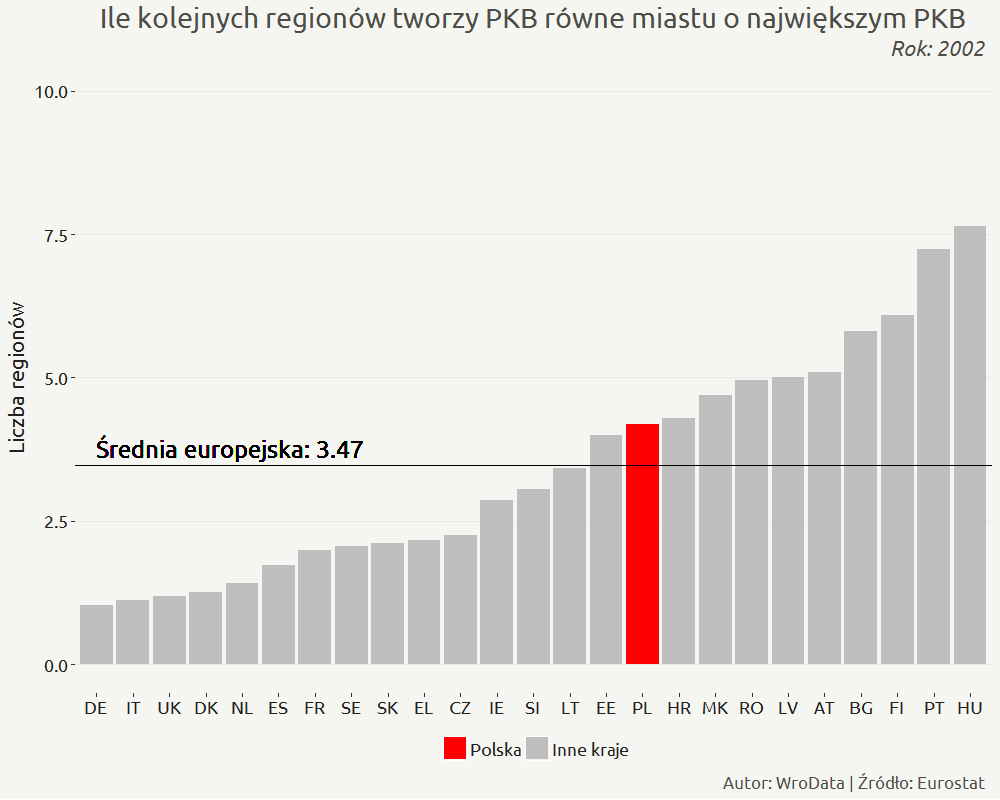 Ile kolejnych regionów tworzy PKB równe miastu o największym PKB
Rok: 2002
Liczba regionów
10.0
7.5
5.0
2.5
0.0
Średnia europejska: 3.47
DE IT UK DK NL ES FR SE SK EL CZ IE SI LT EE PL HR MK RO LV AT BG FI PT HU
Polska Inne kraje
Autor: WroData | Źródło: Eurostat